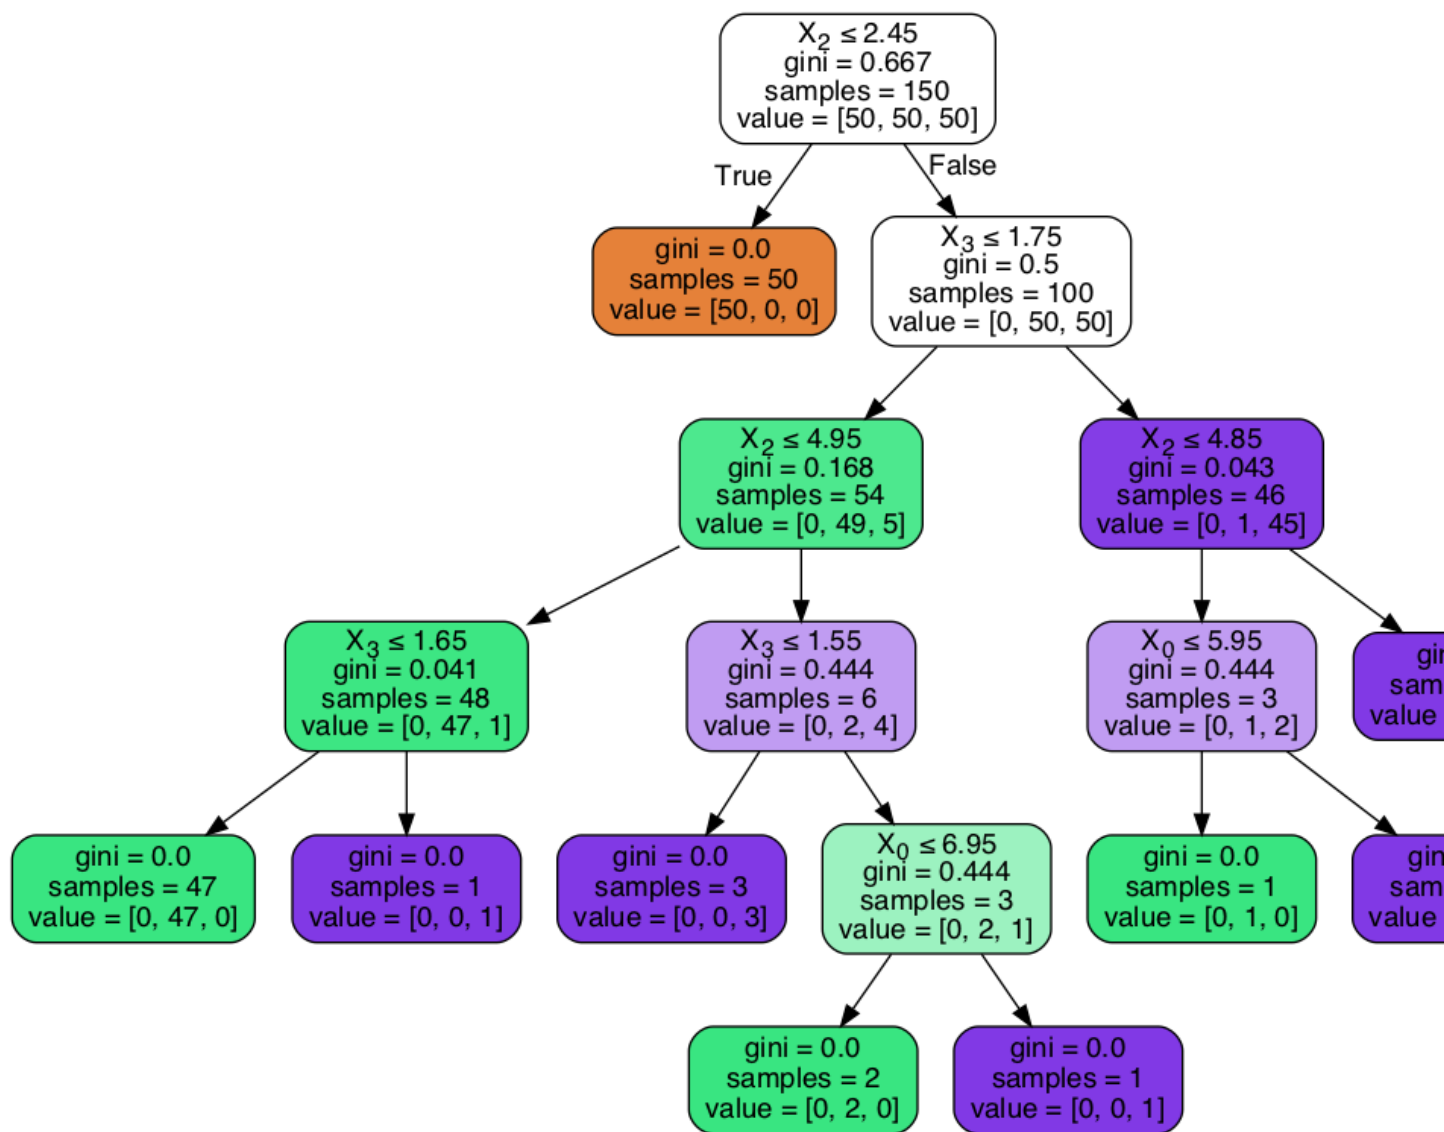 X₂ ≤ 2.45
gini = 0.667
samples = 150
value = [50, 50, 50]
True
False
gini = 0.0
samples = 50
value = [50, 0, 0]
X₃ ≤ 1.75
gini = 0.5
samples = 100
value = [0, 50, 50]
X₂ ≤ 4.95
gini = 0.168
samples = 54
value = [0, 49, 5]
X₂ ≤ 4.85
gini = 0.043
samples = 46
value = [0, 1, 45]
X₃ ≤ 1.65
gini = 0.041
samples = 48
value = [0, 47, 1]
X₃ ≤ 1.55
gini = 0.444
samples = 6
value = [0, 2, 4]
X₀ ≤ 5.95
gini = 0.444
samples = 3
value = [0, 1, 2]
value
gini = 0.0
samples = 47
value = [0, 47, 0]
gini = 0.0
samples = 1
value = [0, 0, 1]
gini = 0.0
samples = 3
value = [0, 0, 3]
X₀ ≤ 6.95
gini = 0.444
samples = 3
value = [0, 2, 1]
gini = 0.0
samples = 1
value = [0, 1, 0]
value
gini = 0.0
samples = 2
value = [0, 2, 0]
gini = 0.0
samples = 1
value = [0, 0, 1]